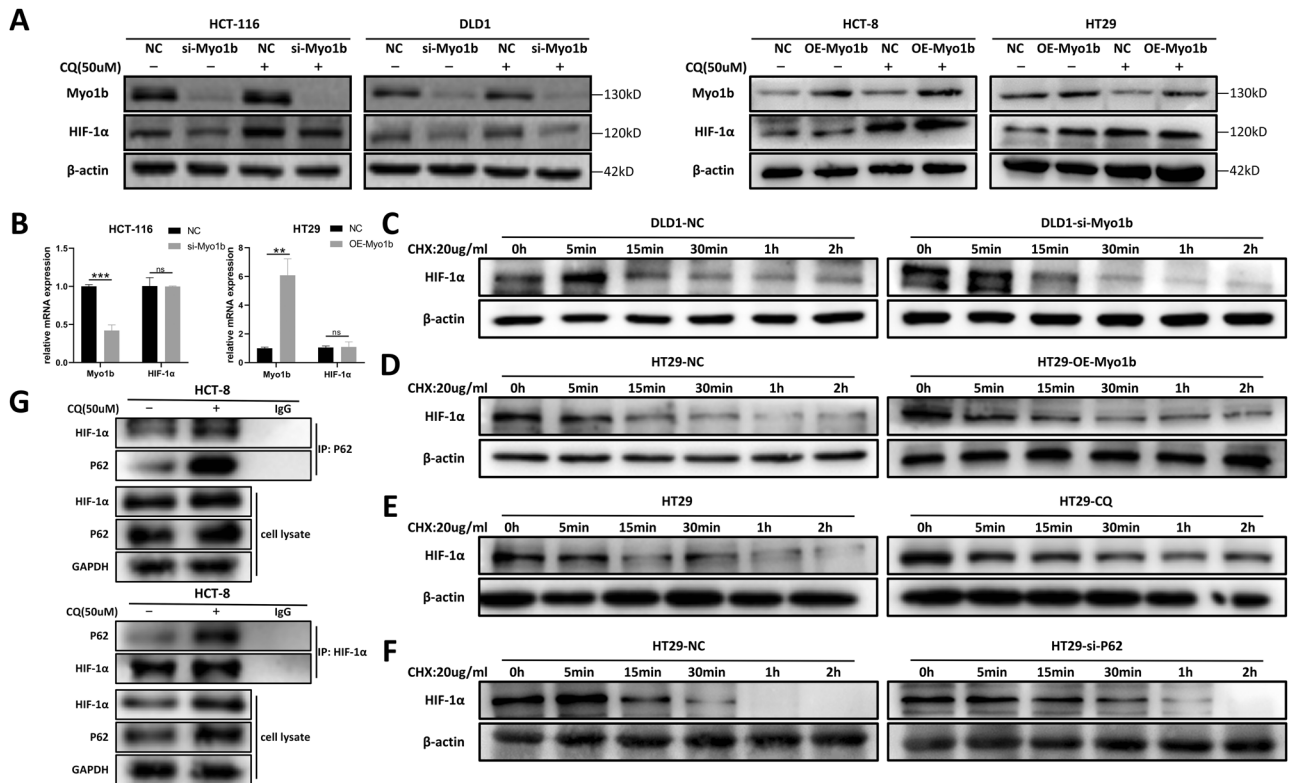 A
HCT-116 DLD1 HCT-8 HT29
NC si-Myo1b NC si-Myo1b NC si-Myo1b NC si-Myo1b NC OE-Myo1b NC OE-Myo1b NC OE-Myo1b NC OE-Myo1b
CQ(50uM) − − + + − − + + CQ(50uM) − − + + − − + +
Myo1b 130kD Myo1b 130kD
HIF-1α 120kD HIF-1α 120kD
β-actin 42kD β-actin 42kD
B
HCT-116
NC
si-Myo1b
relative mRNA expression
1.5
1.0
0.5
0.0
***
ns
Myo1b HIF-1α
HT29
NC
OE-Myo1b
relative mRNA expression
8
6
4
2
0
**
ns
Myo1b HIF-1α
C
DLD1-NC DLD1-si-Myo1b
CHX:20ug/ml 0h 5min 15min 30min 1h 2h 0h 5min 15min 30min 1h 2h
HIF-1α
β-actin
D
HT29-NC HT29-OE-Myo1b
CHX:20ug/ml 0h 5min 15min 30min 1h 2h 0h 5min 15min 30min 1h 2h
HIF-1α
β-actin
E
HT29 HT29-CQ
CHX:20ug/ml 0h 5min 15min 30min 1h 2h 0h 5min 15min 30min 1h 2h
HIF-1α
β-actin
F
HT29-NC HT29-si-P62
CHX:20ug/ml 0h 5min 15min 30min 1h 2h 0h 5min 15min 30min 1h 2h
HIF-1α
β-actin
G
HCT-8
CQ(50uM) − + IgG
HIF-1α
P62
IP: P62
HIF-1α
P62
GAPDH
cell lysate
HCT-8
CQ(50uM) − + IgG
P62
HIF-1α
IP: HIF-1α
HIF-1α
P62
GAPDH
cell lysate